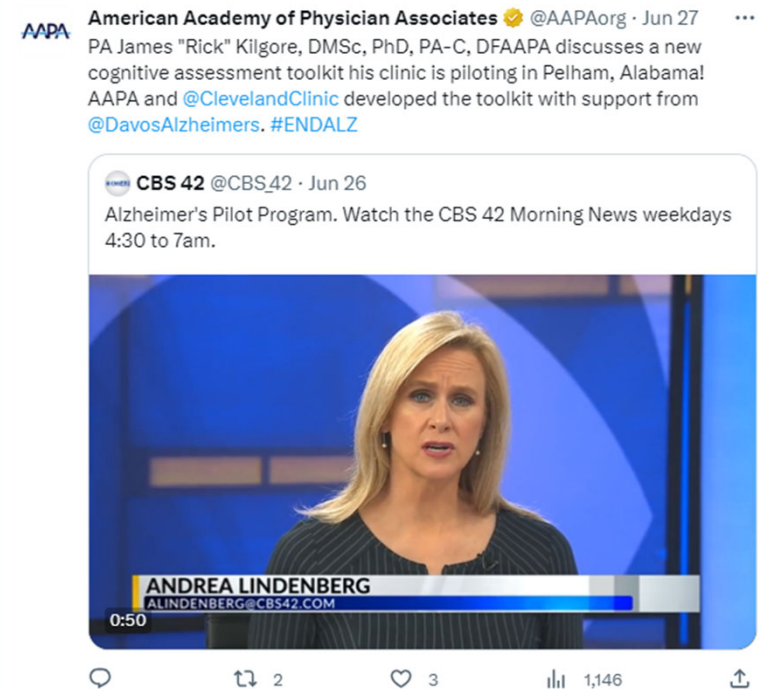 AAPA
American Academy of Physician Associates @AAPAorg · Jun 27
PA James "Rick" Kilgore, DMSc, PhD, PA-C, DFAAPA discusses a new
cognitive assessment toolkit his clinic is piloting in Pelham, Alabama!
AAPA and @ClevelandClinic developed the toolkit with support from
@DavosAlzheimers. #ENDALZ
CBS 42 @CBS_42 · Jun 26
Alzheimer's Pilot Program. Watch the CBS 42 Morning News weekdays
4:30 to 7am.
ANDREA LINDENBERG
ALINDENBERG@CBS42.COM
0:50
2
3
1,146